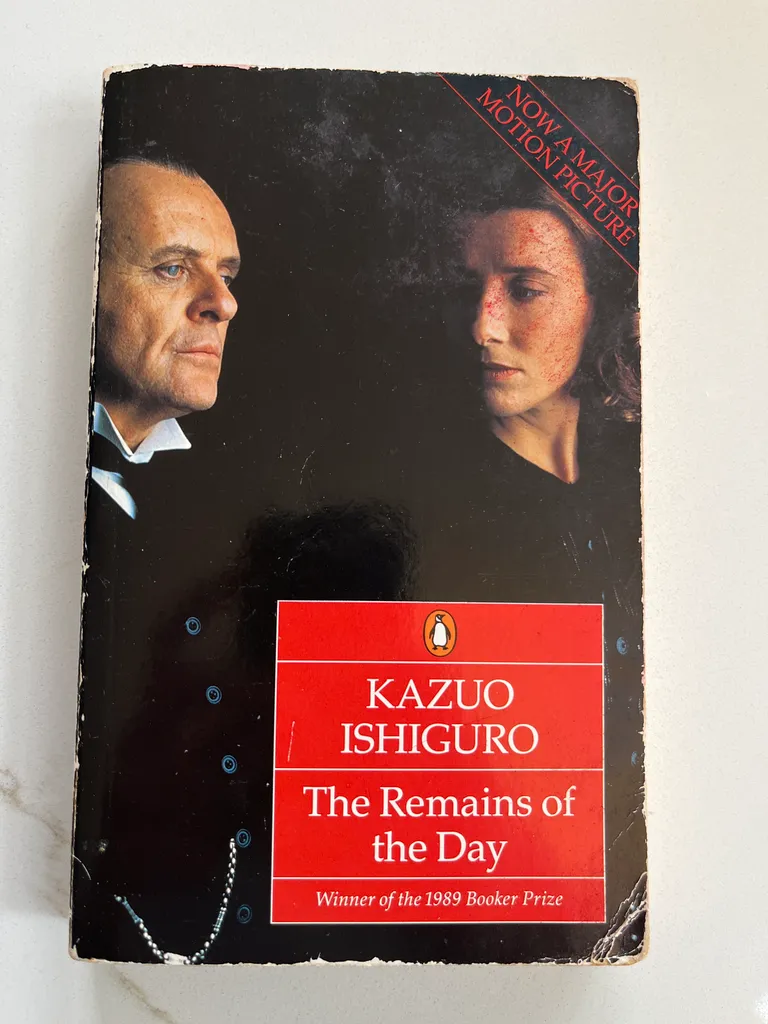 NOW A MAJOR
MOTION PICTURE
KAZUO
ISHIGURO
The Remains of
the Day
Winner of the 1989 Booker Prize